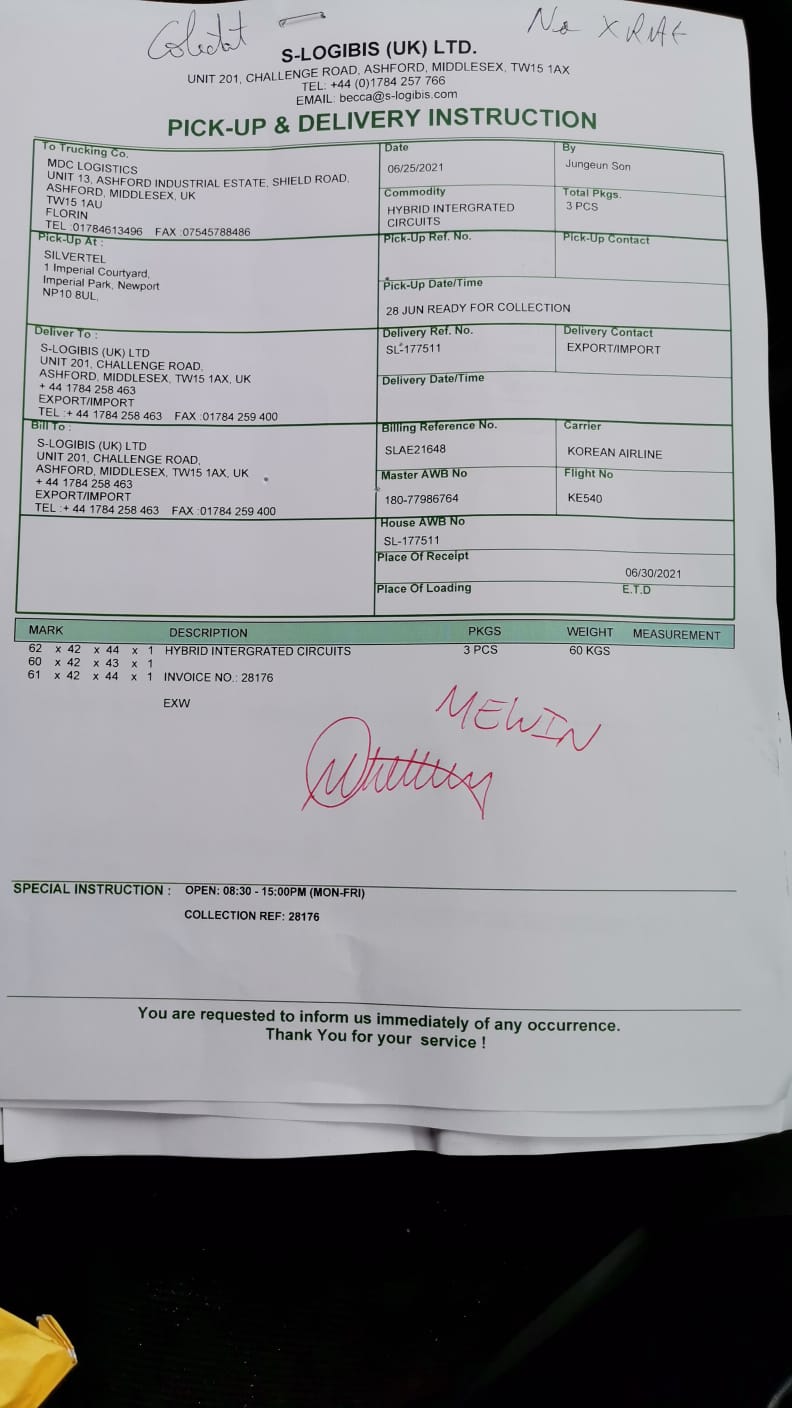 No X RAE
S-LOGIBIS (UK) LTD.
UNIT 201, CHALLENGE ROAD, ASHFORD, MIDDLESEX, TW15 1AX
TEL: +44 (0)1784 257 766
EMAIL: becca@s-logibis.com
PICK-UP & DELIVERY INSTRUCTION
To Trucking Co.
MDC LOGISTICS
UNIT 13, ASHFORD INDUSTRIAL ESTATE, SHIELD ROAD,
ASHFORD, MIDDLESEX, UK
TW15 1AU
FLORIN
TEL :01784613496 FAX :07545788486
Date
06/25/2021
By
Jungeun Son
Commodity
HYBRID INTERGRATED
CIRCUITS
Total Pkgs.
3 PCS
Pick-Up At :
SILVERTEL
1 Imperial Courtyard,
Imperial Park, Newport
NP10 8UL,
Pick-Up Ref. No.
Pick-Up Contact
Pick-Up Date/Time
28 JUN READY FOR COLLECTION
Deliver To :
S-LOGIBIS (UK) LTD
UNIT 201, CHALLENGE ROAD,
ASHFORD, MIDDLESEX, TW15 1AX, UK
+ 44 1784 258 463
EXPORT/IMPORT
TEL :+ 44 1784 258 463 FAX :01784 259 400
Delivery Ref. No.
SL-177511
Delivery Contact
EXPORT/IMPORT
Delivery Date/Time
Bill To :
S-LOGIBIS (UK) LTD
UNIT 201, CHALLENGE ROAD,
ASHFORD, MIDDLESEX, TW15 1AX, UK
+ 44 1784 258 463
EXPORT/IMPORT
TEL :+ 44 1784 258 463 FAX :01784 259 400
Billing Reference No.
SLAE21648
Carrier
KOREAN AIRLINE
Master AWB No
180-77986764
Flight No
KE540
House AWB No
SL-177511
Place Of Receipt
06/30/2021
Place Of Loading
E.T.D
MARK DESCRIPTION PKGS WEIGHT MEASUREMENT
62 x 42 x 44 x 1 HYBRID INTERGRATED CIRCUITS 3 PCS 60 KGS
60 x 42 x 43 x 1
61 x 42 x 44 x 1 INVOICE NO.: 28176
EXW
MEWIN
SPECIAL INSTRUCTION : OPEN: 08:30 - 15:00PM (MON-FRI)
COLLECTION REF: 28176
You are requested to inform us immediately of any occurrence.
Thank You for your service !